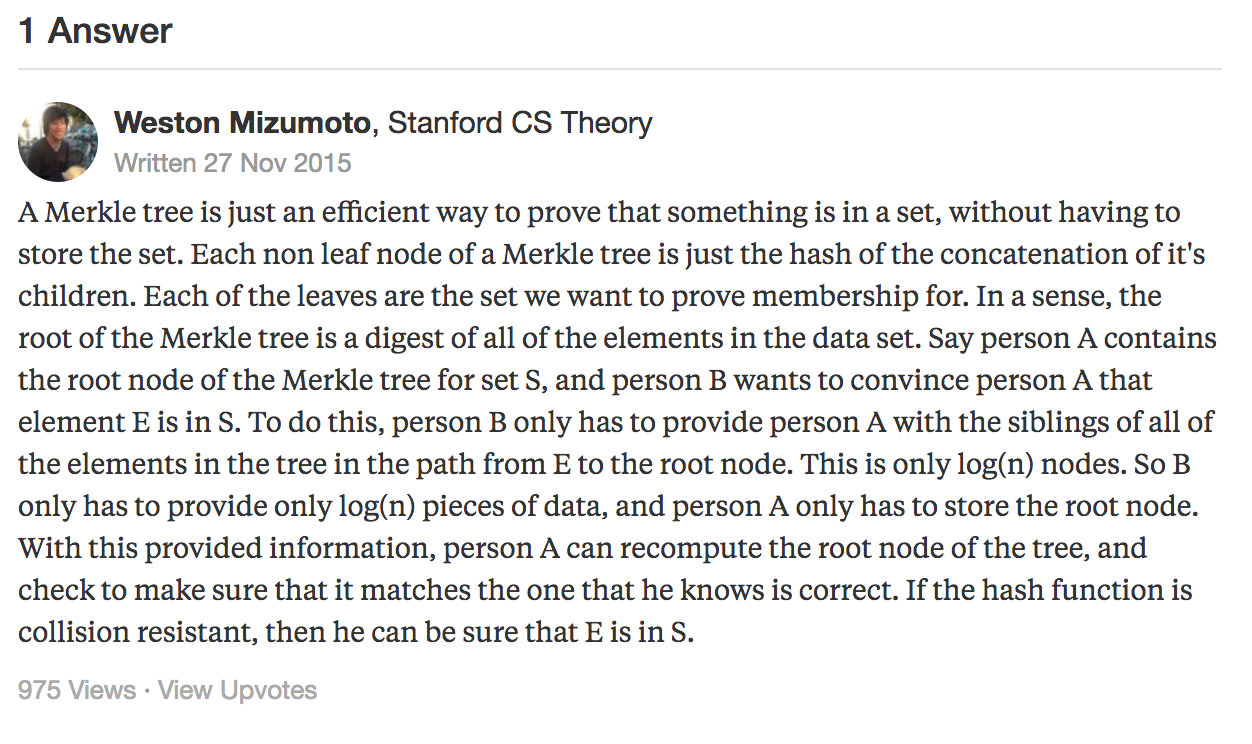 1 Answer
Weston Mizumoto, Stanford CS Theory
Written 27 Nov 2015
A Merkle tree is just an efficient way to prove that something is in a set, without having to
store the set. Each non leaf node of a Merkle tree is just the hash of the concatenation of it's
children. Each of the leaves are the set we want to prove membership for. In a sense, the
root of the Merkle tree is a digest of all of the elements in the data set. Say person A contains
the root node of the Merkle tree for set S, and person B wants to convince person A that
element E is in S. To do this, person B only has to provide person A with the siblings of all of
the elements in the tree in the path from E to the root node. This is only log(n) nodes. So B
only has to provide only log(n) pieces of data, and person A only has to store the root node.
With this provided information, person A can recompute the root node of the tree, and
check to make sure that it matches the one that he knows is correct. If the hash function is
collision resistant, then he can be sure that E is in S.
975 Views · View Upvotes